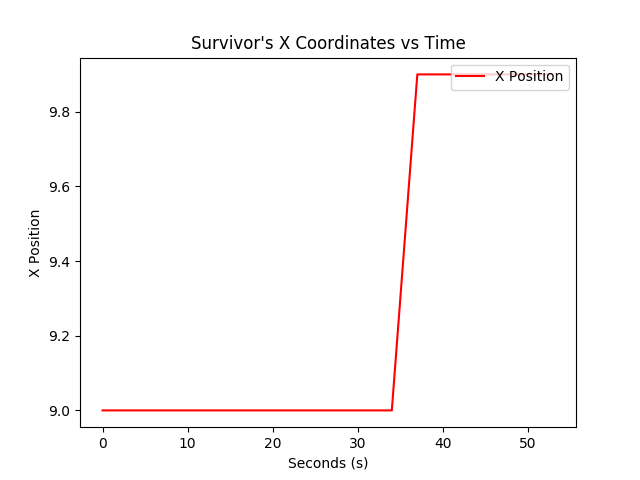 Survivor's X Coordinates vs Time
X Position
9.8
9.6
9.4
9.2
9.0
X Position
0 10 20 30 40 50
Seconds (s)